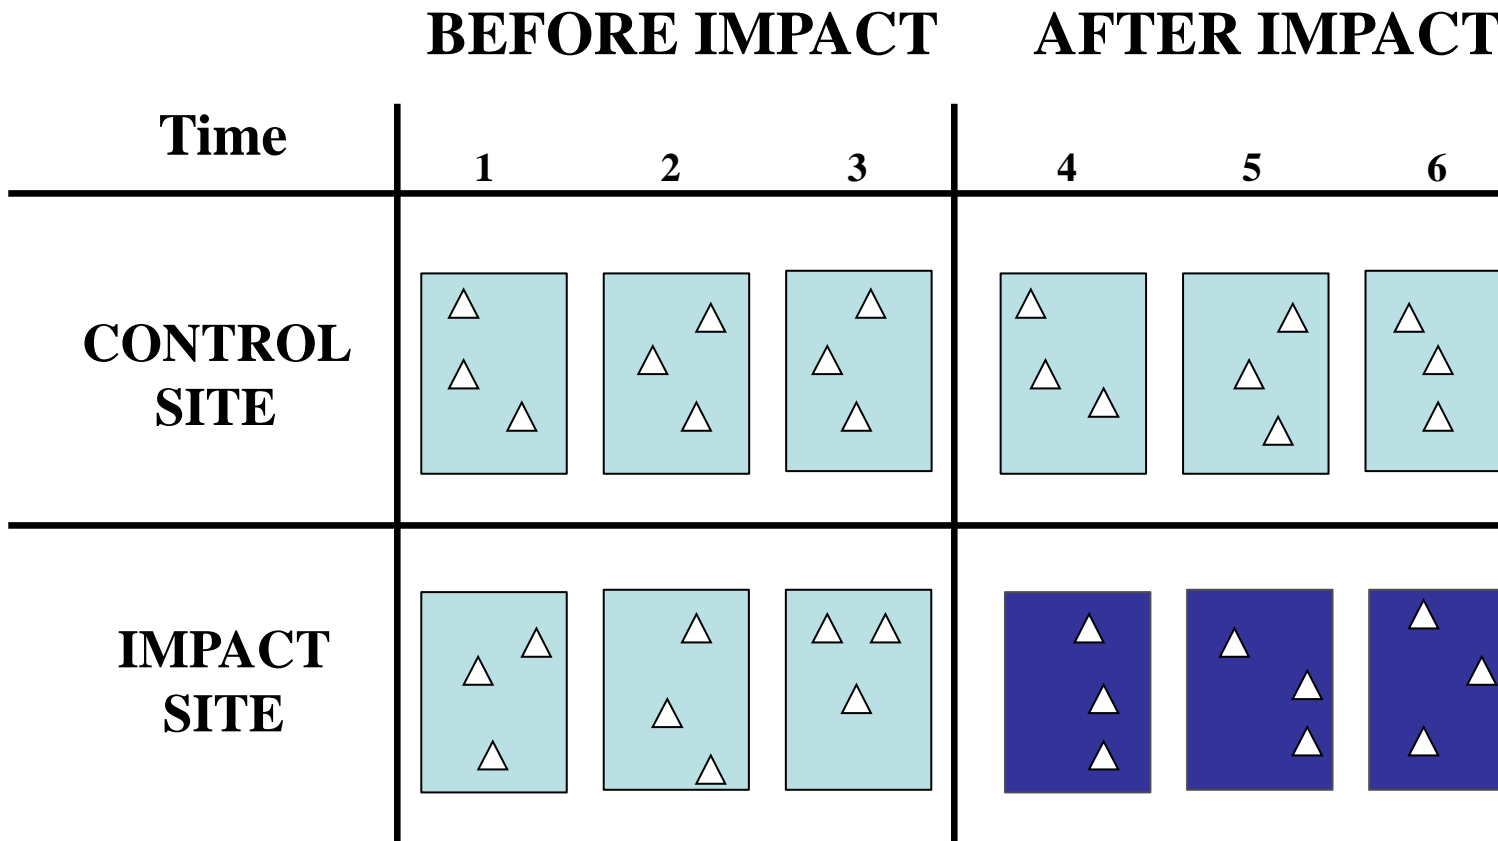 BEFORE IMPACT AFTER IMPACT
Time
1 2 3 4 5 6
CONTROL
SITE
IMPACT
SITE